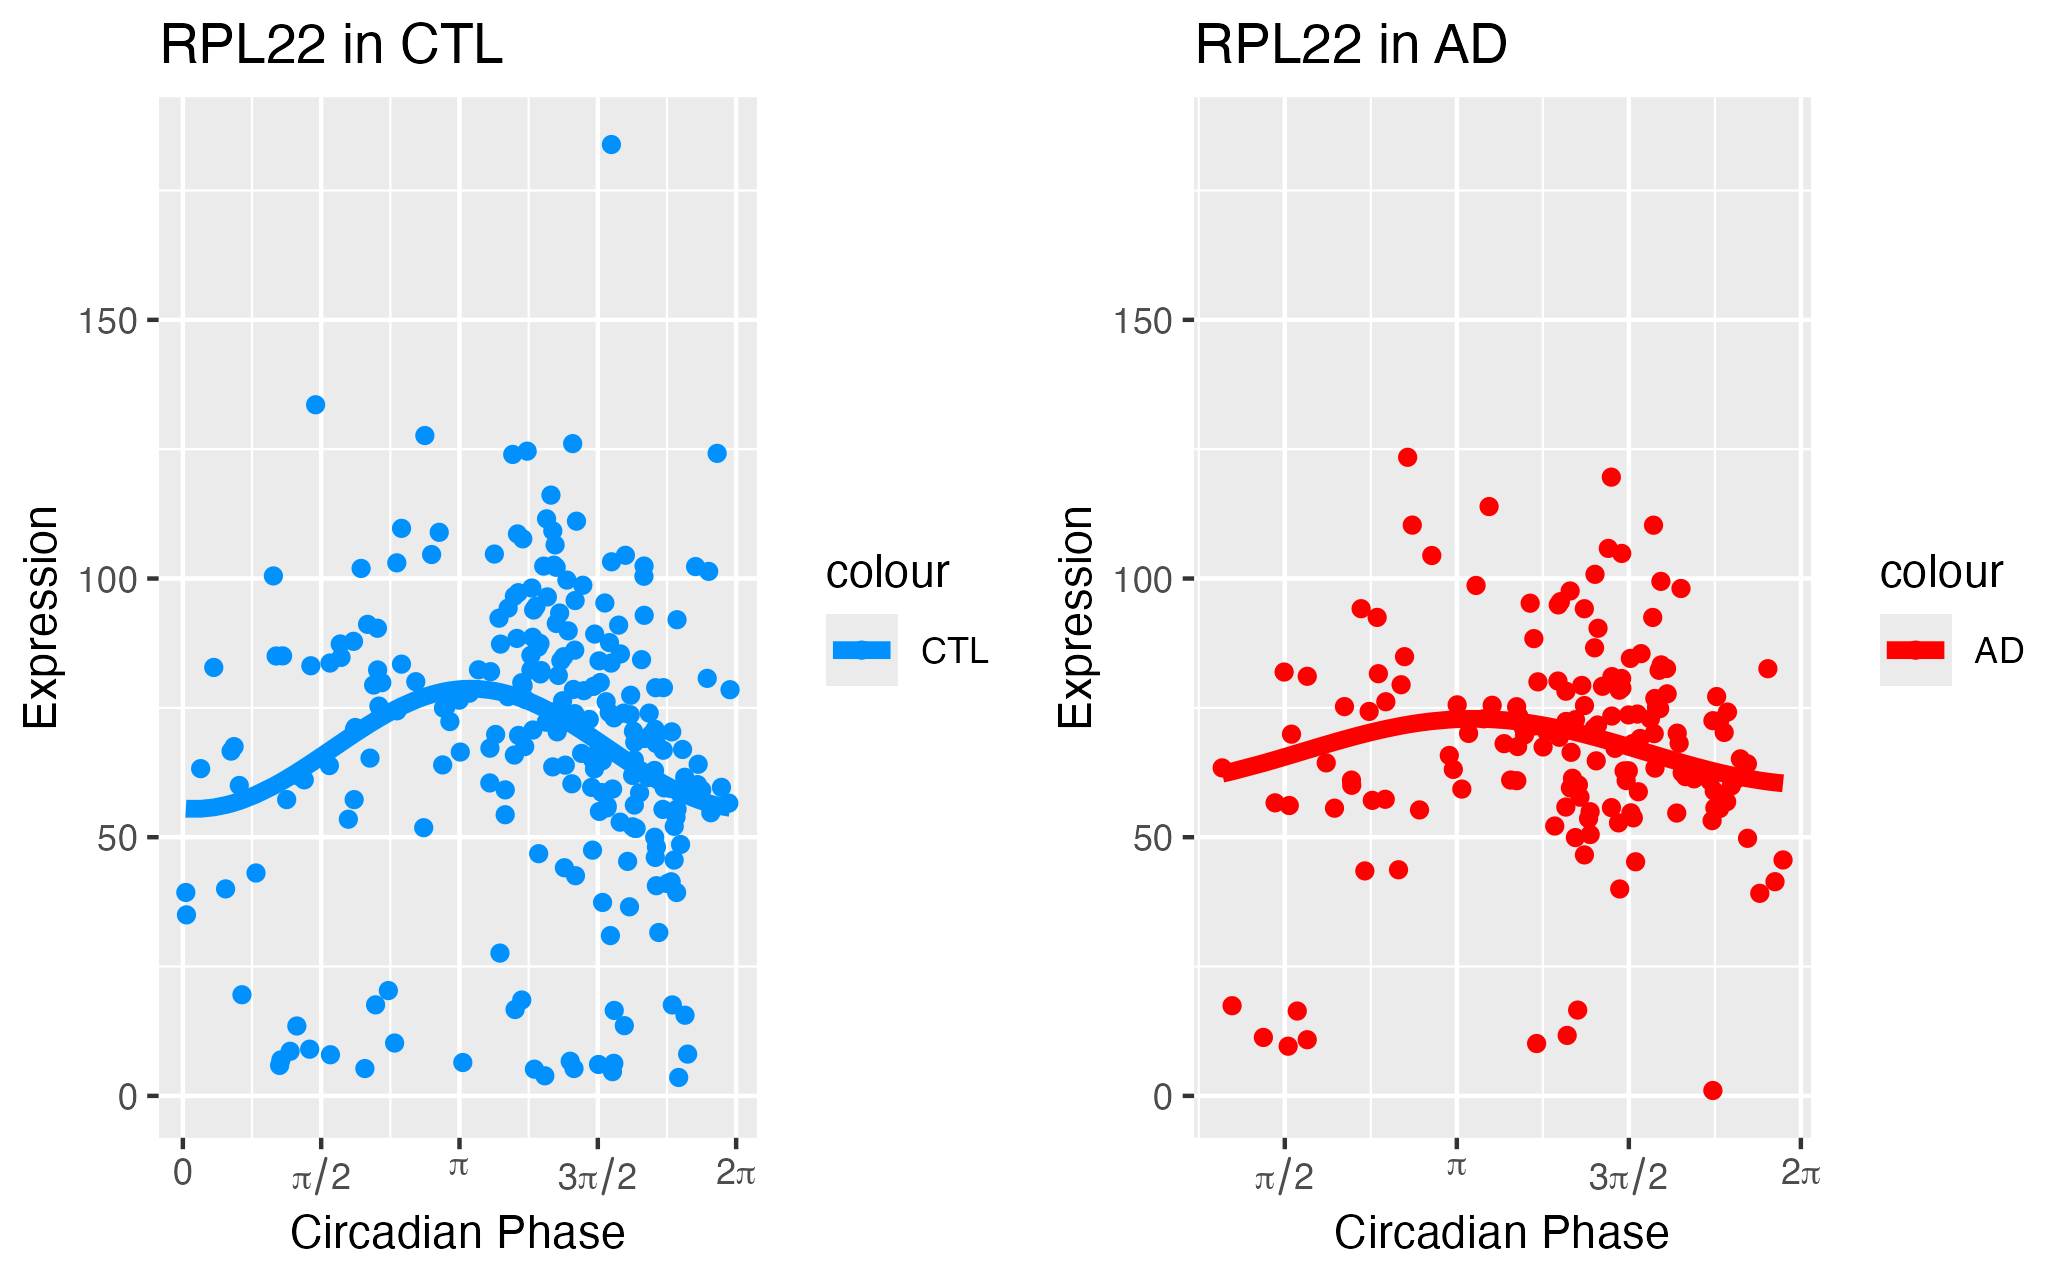 RPL22 in CTL
Expression
150
100
50
0
0 π/2 π 3π/2 2π
Circadian Phase
colour
CTL
RPL22 in AD
Expression
150
100
50
0
π/2 π 3π/2 2π
Circadian Phase
colour
AD